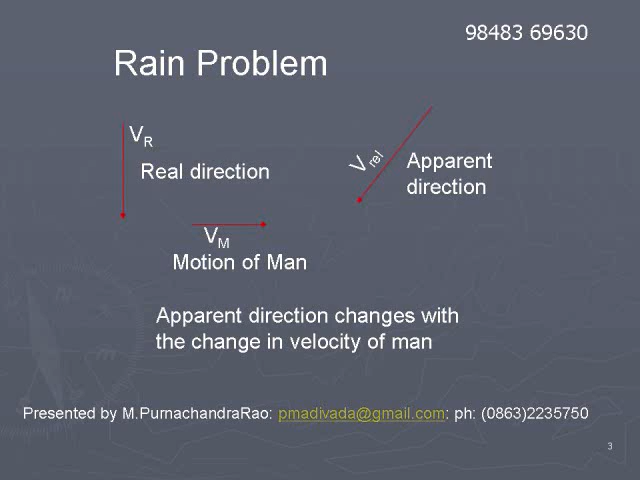 98483 69630
Rain Problem
VR
Real direction
Vrel
Apparent
direction
VM
Motion of Man
Apparent direction changes with
the change in velocity of man
Presented by M.PurnachandraRao: pmadivada@gmail.com: ph: (0863)2235750
3